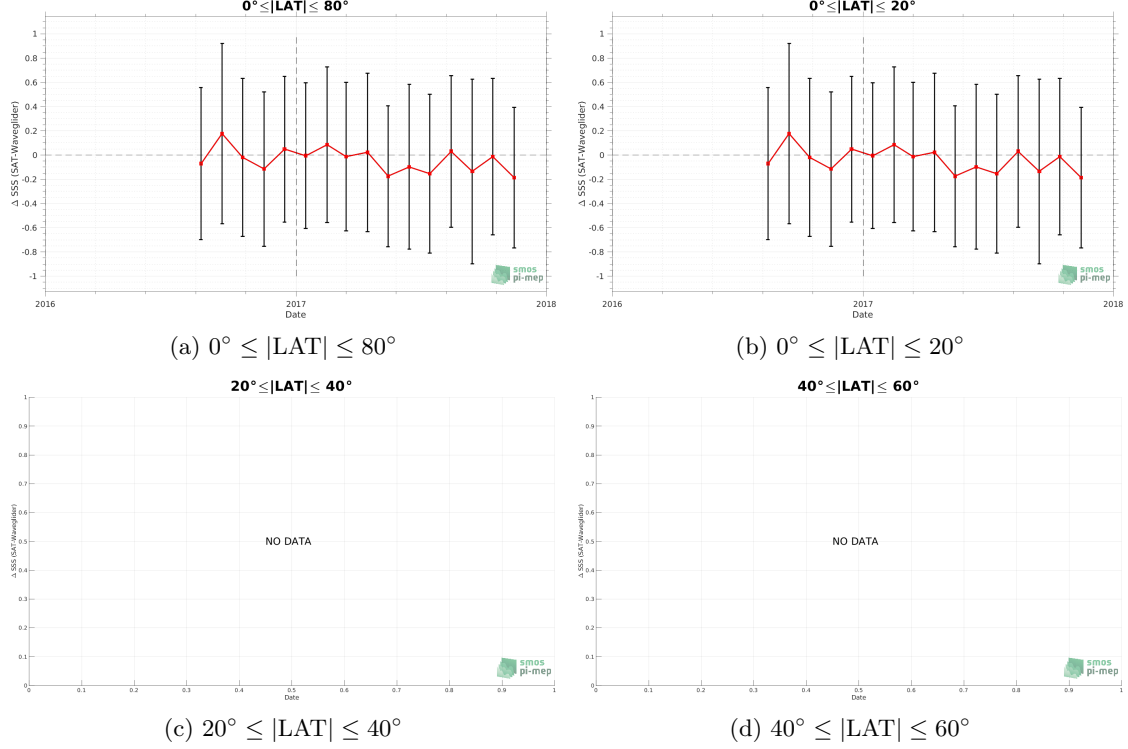 0°≤|LAT|≤ 80°
1
0.8
0.6
0.4
0.2
0
-0.2
-0.4
-0.6
-0.8
-1
Δ SSS (SAT-Waveglider)
2016
2017
2018
Date
smos
pi-mep
(a) 0° ≤ |LAT| ≤ 80°
0°≤|LAT|≤ 20°
1
0.8
0.6
0.4
0.2
0
-0.2
-0.4
-0.6
-0.8
-1
Δ SSS (SAT-Waveglider)
2016
2017
2018
Date
smos
pi-mep
(b) 0° ≤ |LAT| ≤ 20°
20°≤|LAT|≤ 40°
1
0.9
0.8
0.7
0.6
0.5
0.4
0.3
0.2
0.1
0
Δ SSS (SAT-Waveglider)
NO DATA
0 0.1 0.2 0.3 0.4 0.5 0.6 0.7 0.8 0.9 1
Date
smos
pi-mep
(c) 20° ≤ |LAT| ≤ 40°
40°≤|LAT|≤ 60°
1
0.9
0.8
0.7
0.6
0.5
0.4
0.3
0.2
0.1
0
Δ SSS (SAT-Waveglider)
NO DATA
0 0.1 0.2 0.3 0.4 0.5 0.6 0.7 0.8 0.9 1
Date
smos
pi-mep
(d) 40° ≤ |LAT| ≤ 60°